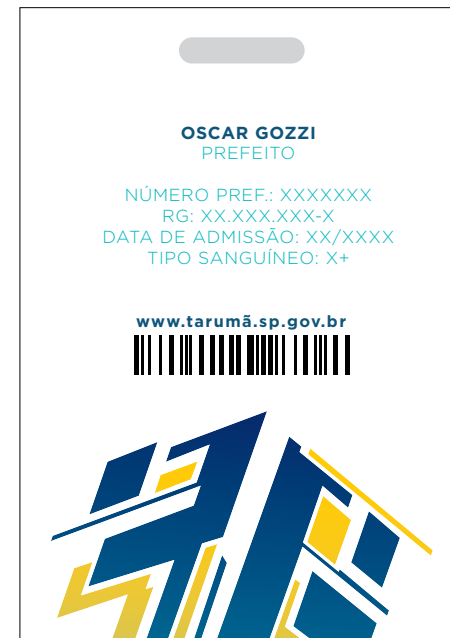 OSCAR GOZZI
PREFEITO
NÚMERO PREF.: XXXXXXX
RG: XX.XXX.XXX-X
DATA DE ADMISSÃO: XX/XXXX
TIPO SANGUÍNEO: X+
www.tarumã.sp.gov.br